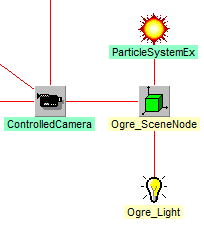 ParticleSystemEx
ControlledCamera
Ogre_SceneNode
Ogre_Light